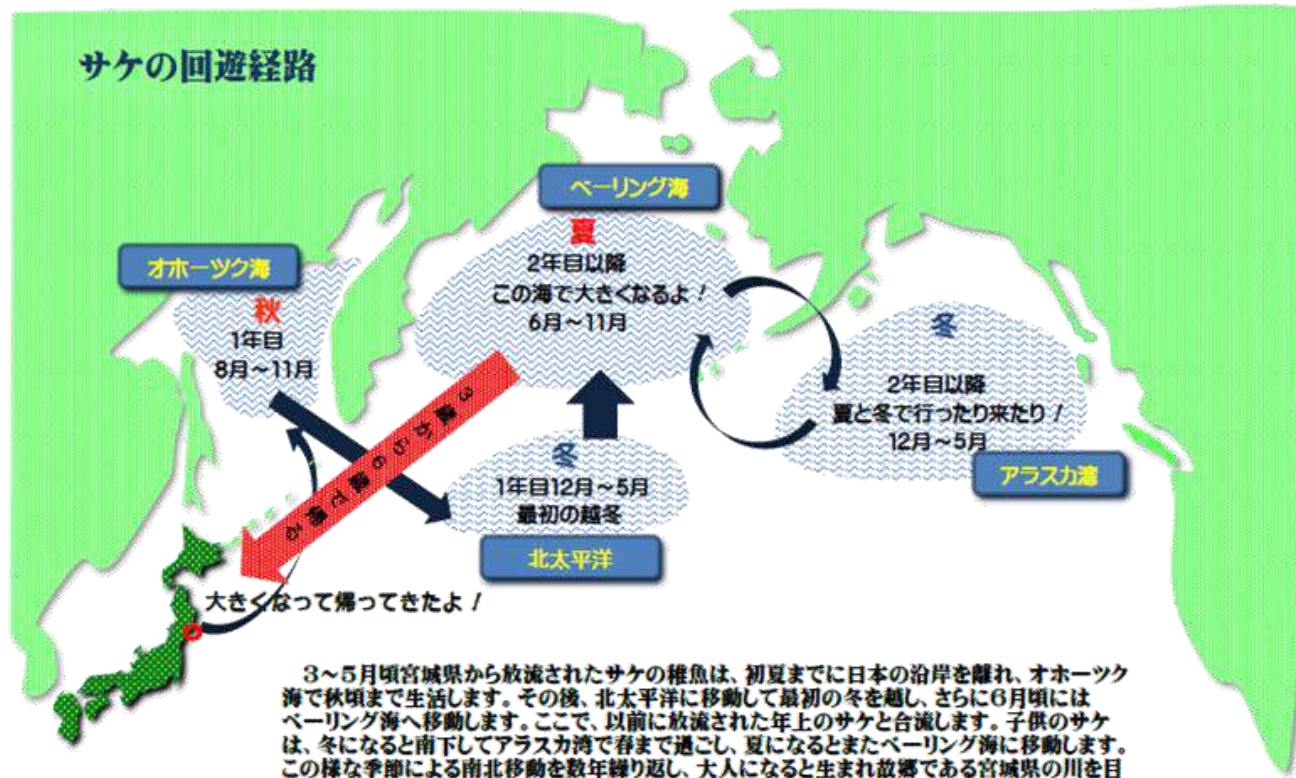 サケの回遊経路
ベーリング海
夏
2年目以降
この海で大きくなるよ！
6月～11月
オホーツク海
秋
1年目
8月～11月
冬
2年目以降
夏と冬で行ったり来たり！
12月～5月
アラスカ湾
3歳から6歳で帰る
冬
1年目12月～5月
最初の越冬
北太平洋
大きくなって帰ってきたよ！
3～5月頃宮城県から放流されたサケの稚魚は、初夏までに日本の沿岸を離れ、オホーツク
海で秋頃まで生活します。その後、北太平洋に移動して最初の冬を越し、さらに6月頃には
ベーリング海へ移動します。ここで、以前に放流された年上のサケと合流します。子供のサケ
は、冬になると南下してアラスカ湾で春まで過ごし、夏になるとまたベーリング海に移動します。
この様な季節による南北移動を数年繰り返し、大人になると生まれ故郷である宮城県の川を目